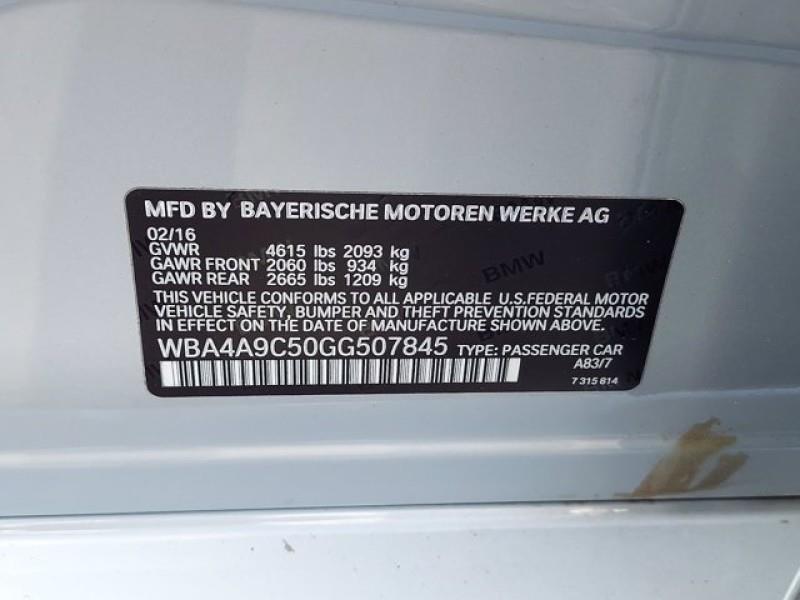 MFD BY BAYERISCHE MOTOREN WERKE AG
02/16
GVWR 4615 lbs 2093 kg
GAWR FRONT 2060 lbs 934 kg
GAWR REAR 2665 lbs 1209 kg
THIS VEHICLE CONFORMS TO ALL APPLICABLE U.S.FEDERAL MOTOR
VEHICLE SAFETY, BUMPER AND THEFT PREVENTION STANDARDS
IN EFFECT ON THE DATE OF MANUFACTURE SHOWN ABOVE.
WBA4A9C50GG507845 TYPE: PASSENGER CAR
A83/7
7 315 814
BMW